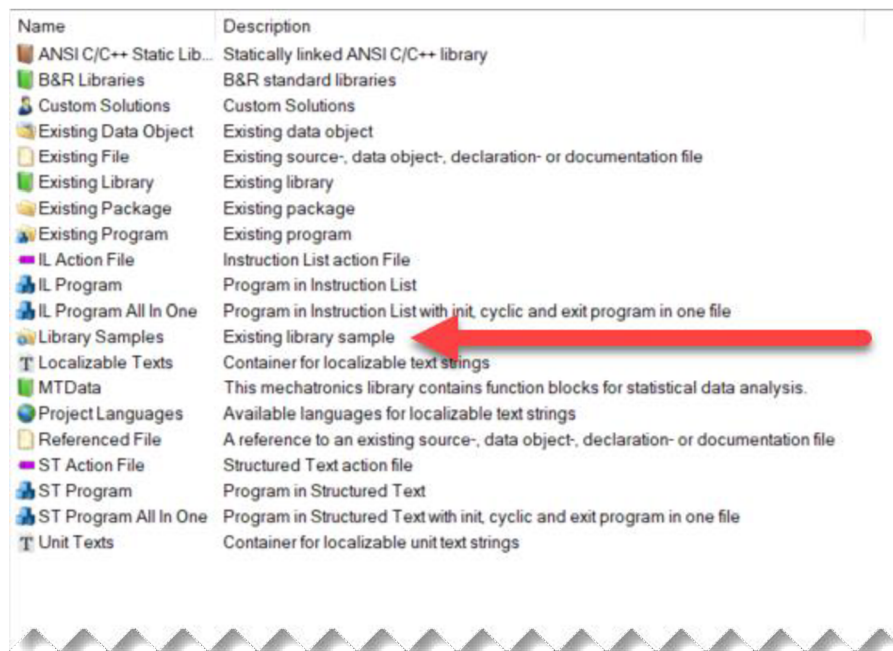 Name Description
ANSI C/C++ Static Lib... Statically linked ANSI C/C++ library
B&R Libraries B&R standard libraries
Custom Solutions Custom Solutions
Existing Data Object Existing data object
Existing File Existing source-, data object-, declaration- or documentation file
Existing Library Existing library
Existing Package Existing package
Existing Program Existing program
IL Action File Instruction List action File
IL Program Program in Instruction List
IL Program All In One Program in Instruction List with init, cyclic and exit program in one file
Library Samples Existing library sample
Localizable Texts Container for localizable text strings
MTData This mechatronics library contains function blocks for statistical data analysis.
Project Languages Available languages for localizable text strings
Referenced File A reference to an existing source-, data object-, declaration- or documentation file
ST Action File Structured Text action file
ST Program Program in Structured Text
ST Program All In One Program in Structured Text with init, cyclic and exit program in one file
Unit Texts Container for localizable unit text strings